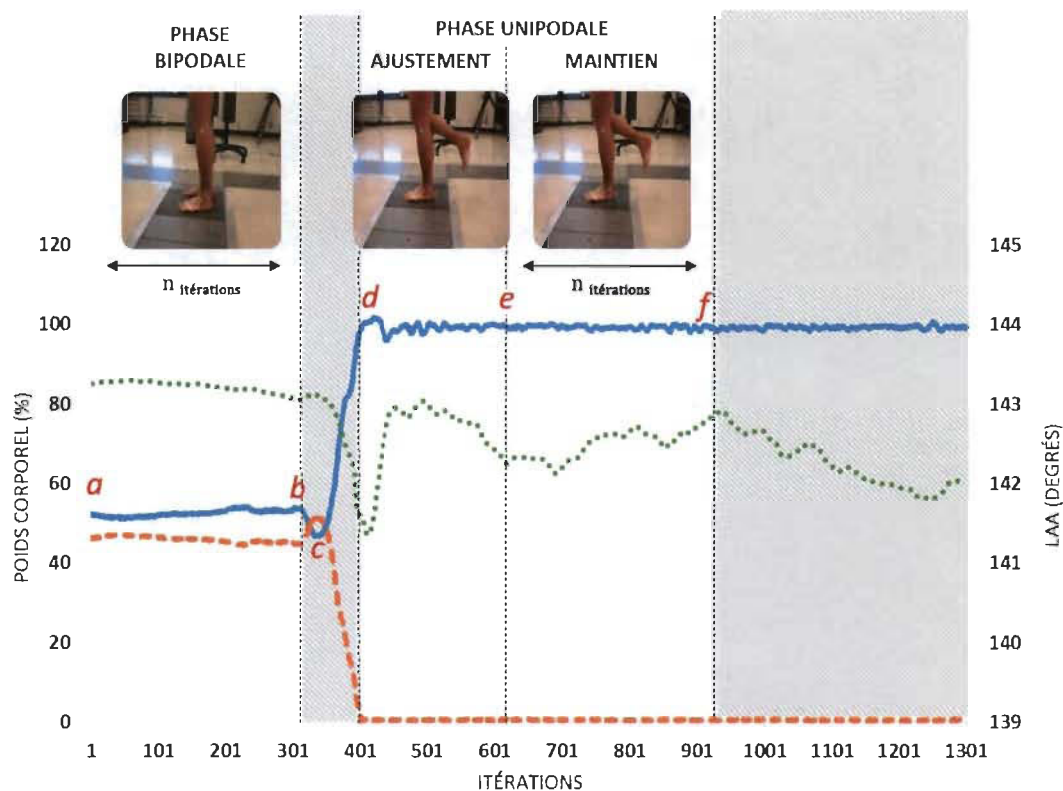 PHASE
BIPODALE
PHASE UNIPODALE
AJUSTEMENT
MAINTIEN
n itérations
n itérations
120
100
80
60
40
20
0
POIDS CORPOREL (%)
145
144
143
142
141
140
139
LAA (DEGRÉS)
a
b
c
d
e
f
1 101 201 301 401 501 601 701 801 901 1001 1101 1201 1301
ITÉRATIONS